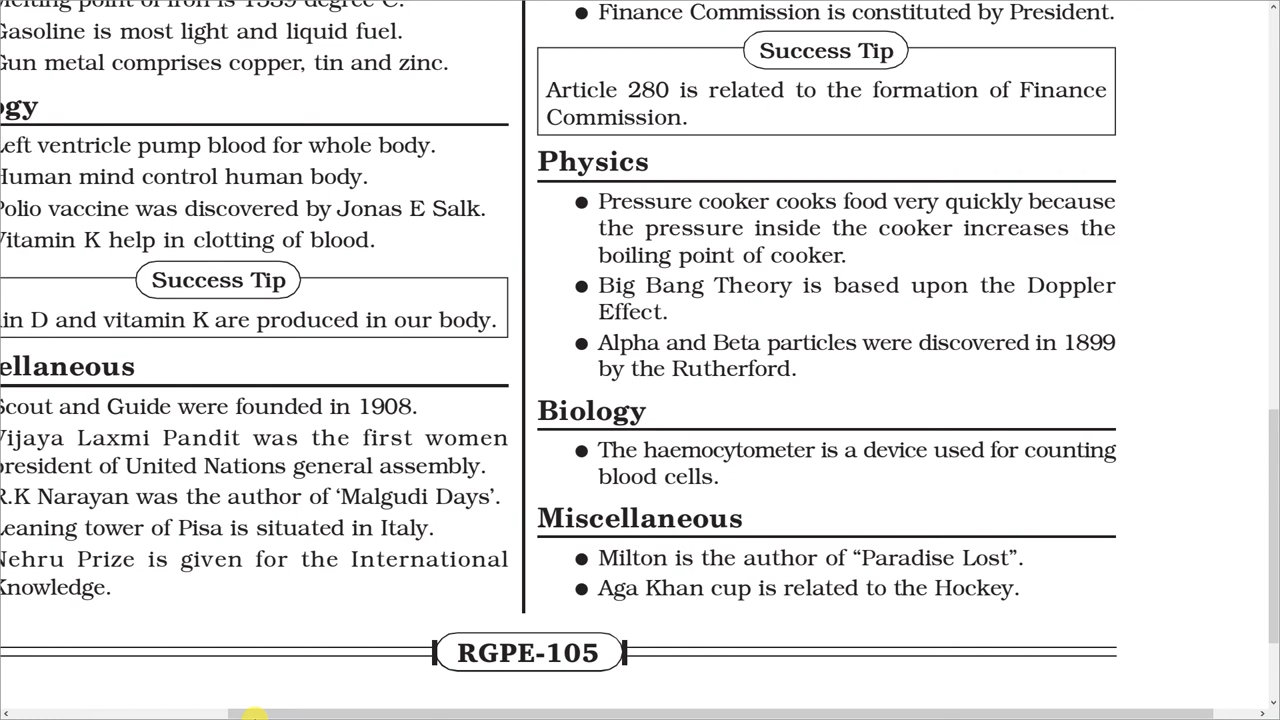 Gasoline is most light and liquid fuel.
Gun metal comprises copper, tin and zinc.
ogy
Left ventricle pump blood for whole body.
Human mind control human body.
Polio vaccine was discovered by Jonas E Salk.
Vitamin K help in clotting of blood.
Success Tip
in D and vitamin K are produced in our body.
ellaneous
Scout and Guide were founded in 1908.
Vijaya Laxmi Pandit was the first women
president of United Nations general assembly.
R.K Narayan was the author of ‘Malgudi Days’.
Leaning tower of Pisa is situated in Italy.
Nehru Prize is given for the International
Knowledge.
● Finance Commission is constituted by President.
Success Tip
Article 280 is related to the formation of Finance
Commission.
Physics
● Pressure cooker cooks food very quickly because
the pressure inside the cooker increases the
boiling point of cooker.
● Big Bang Theory is based upon the Doppler
Effect.
● Alpha and Beta particles were discovered in 1899
by the Rutherford.
Biology
● The haemocytometer is a device used for counting
blood cells.
Miscellaneous
● Milton is the author of “Paradise Lost”.
● Aga Khan cup is related to the Hockey.
RGPE-105